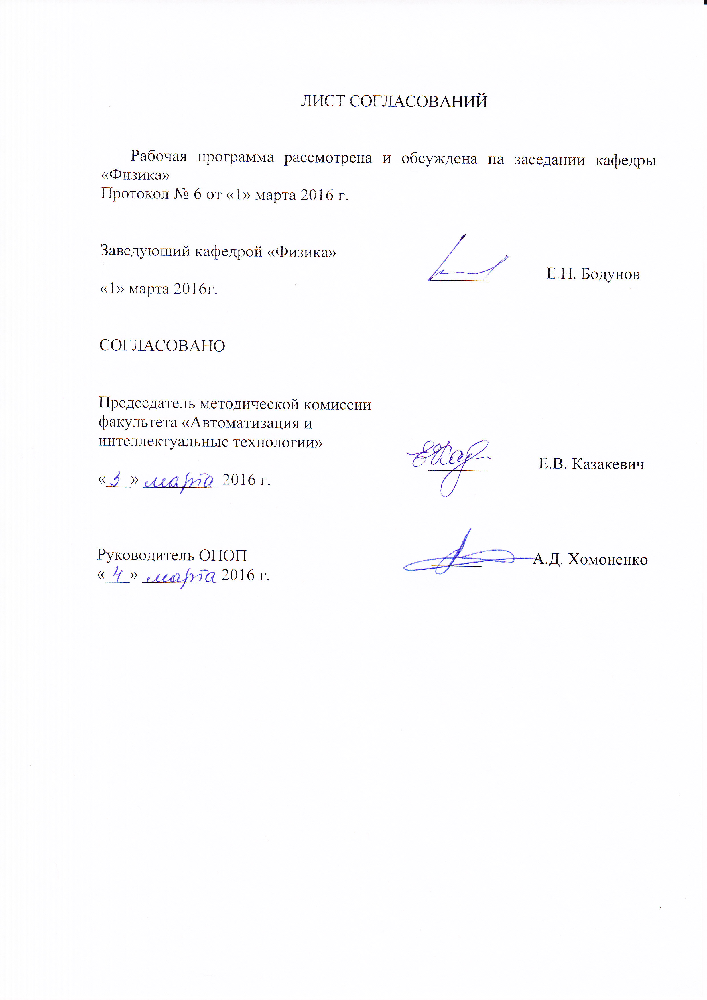 ЛИСТ СОГЛАСОВАНИЙ
Рабочая программа рассмотрена и обсуждена на заседании кафедры
«Физика»
Протокол № 6 от «1» марта 2016 г.
Заведующий кафедрой «Физика»
Е.Н. Бодунов
«1» марта 2016г.
СОГЛАСОВАНО
Председатель методической комиссии
факультета «Автоматизация и
интеллектуальные технологии»
Е.В. Казакевич
«3» марта 2016 г.
Руководитель ОПОП
А.Д. Хомоненко
«4» марта 2016 г.